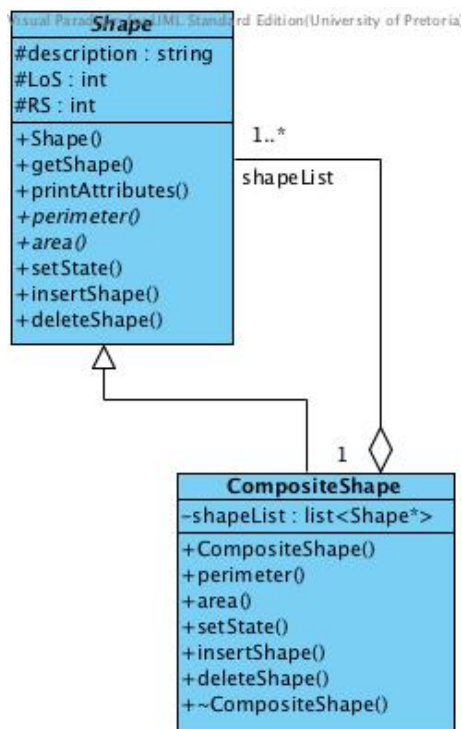 Visual Paradigm for UML Standard Edition(University of Pretoria)
Shape
#description : string
#LoS : int
#RS : int
+Shape()
+getShape()
+printAttributes()
+perimeter()
+area()
+setState()
+insertShape()
+deleteShape()
1..*
shapeList
1
CompositeShape
-shapeList : list<Shape*>
+CompositeShape()
+perimeter()
+area()
+setState()
+insertShape()
+deleteShape()
+~CompositeShape()